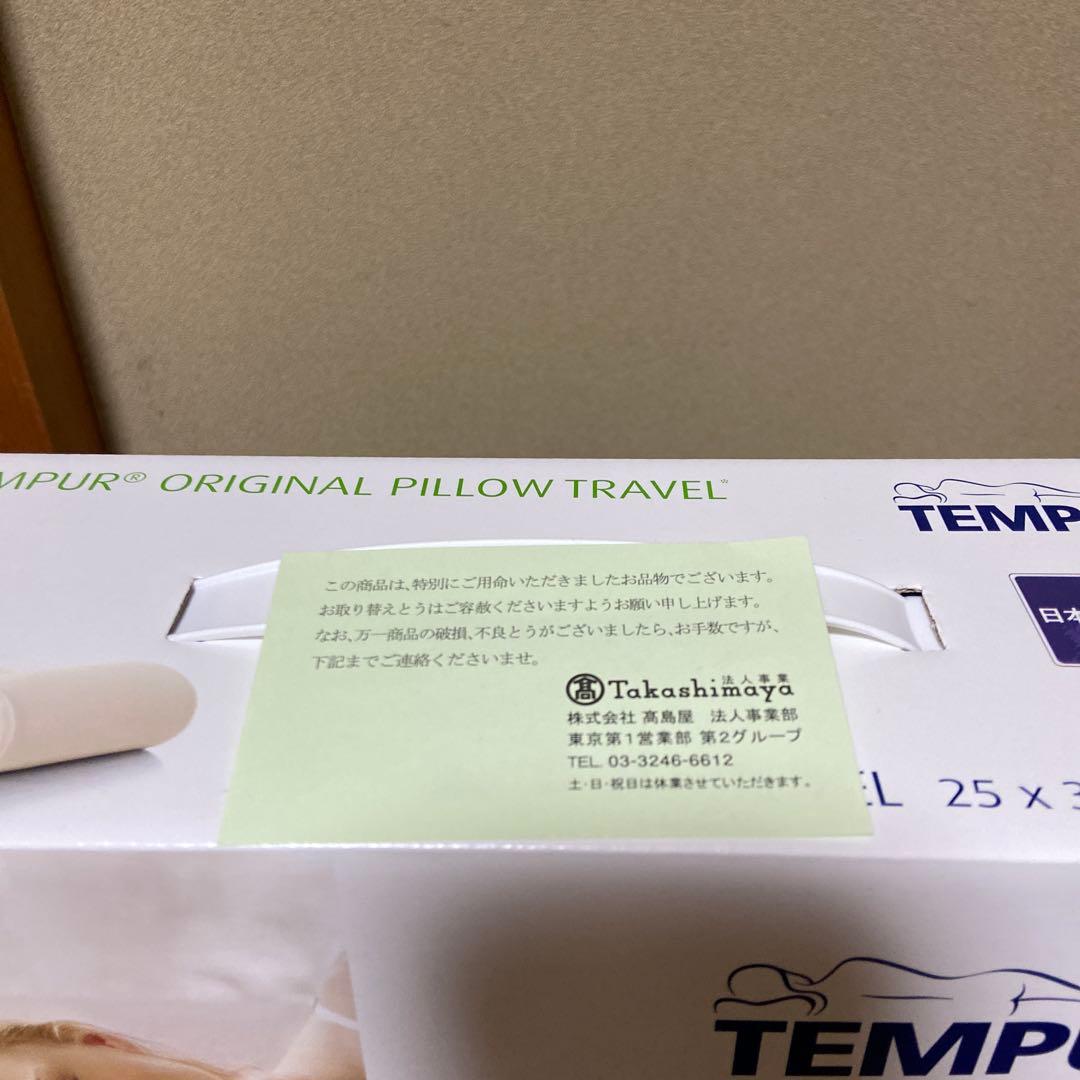 MPUR® ORIGINAL PILLOW TRAVEL
TEMP
この商品は、特別にご用命いただきましたお品物でございます。
お取り替えとうはご容赦くださいますようお願い申し上げます。
なお、万一商品の破損、不良とうがございましたら、お手数ですが、
下記までご連絡くださいませ。
日本
髙 Takashimaya 法人事業
株式会社 髙島屋 法人事業部
東京第1営業部 第2グループ
TEL. 03-3246-6612
土・日・祝日は休業させていただきます。
EL 25 x 3
TEMPU